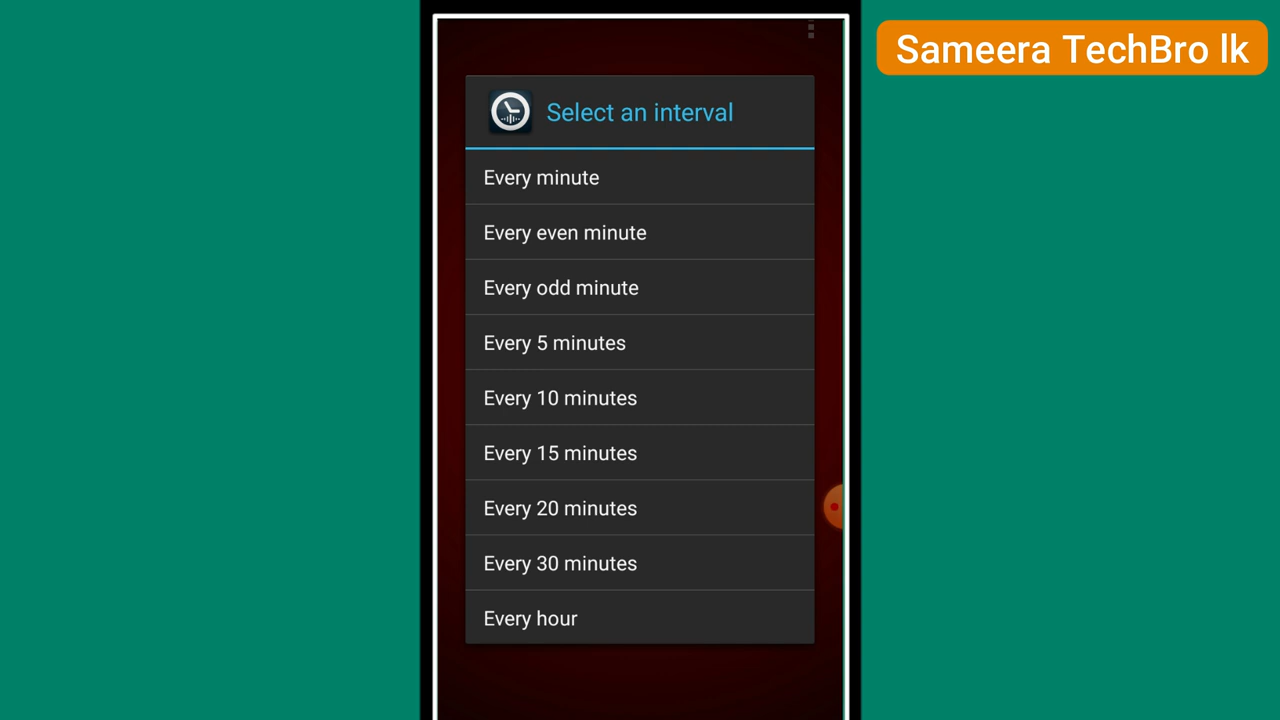 Sameera TechBro lk
Select an interval
Every minute
Every even minute
Every odd minute
Every 5 minutes
Every 10 minutes
Every 15 minutes
Every 20 minutes
Every 30 minutes
Every hour